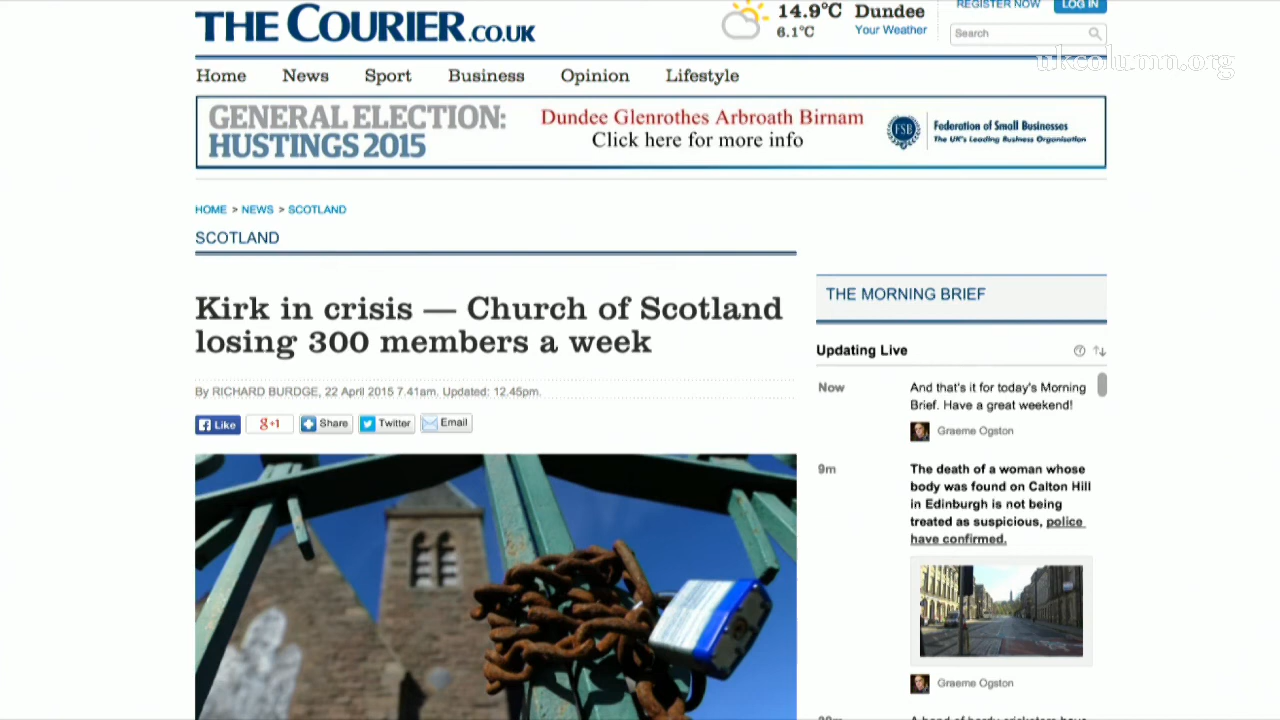 THE COURIER.CO.UK
14.9°C
6.1°C
Dundee
Your Weather
REGISTER NOW
LOG IN
Search
ukcolumn.org
Home News Sport Business Opinion Lifestyle
GENERAL ELECTION:
HUSTINGS 2015
Dundee Glenrothes Arbroath Birnam
Click here for more info
FSB
Federation of Small Businesses
The UK's Leading Business Organisation
HOME > NEWS > SCOTLAND
SCOTLAND
Kirk in crisis — Church of Scotland
losing 300 members a week
By RICHARD BURDGE, 22 April 2015 7.41am. Updated: 12.45pm.
Like
g+1
Share
Twitter
Email
THE MORNING BRIEF
Updating Live
Now
And that's it for today's Morning
Brief. Have a great weekend!
Graeme Ogston
9m
The death of a woman whose
body was found on Calton Hill
in Edinburgh is not being
treated as suspicious, police
have confirmed.
Graeme Ogston